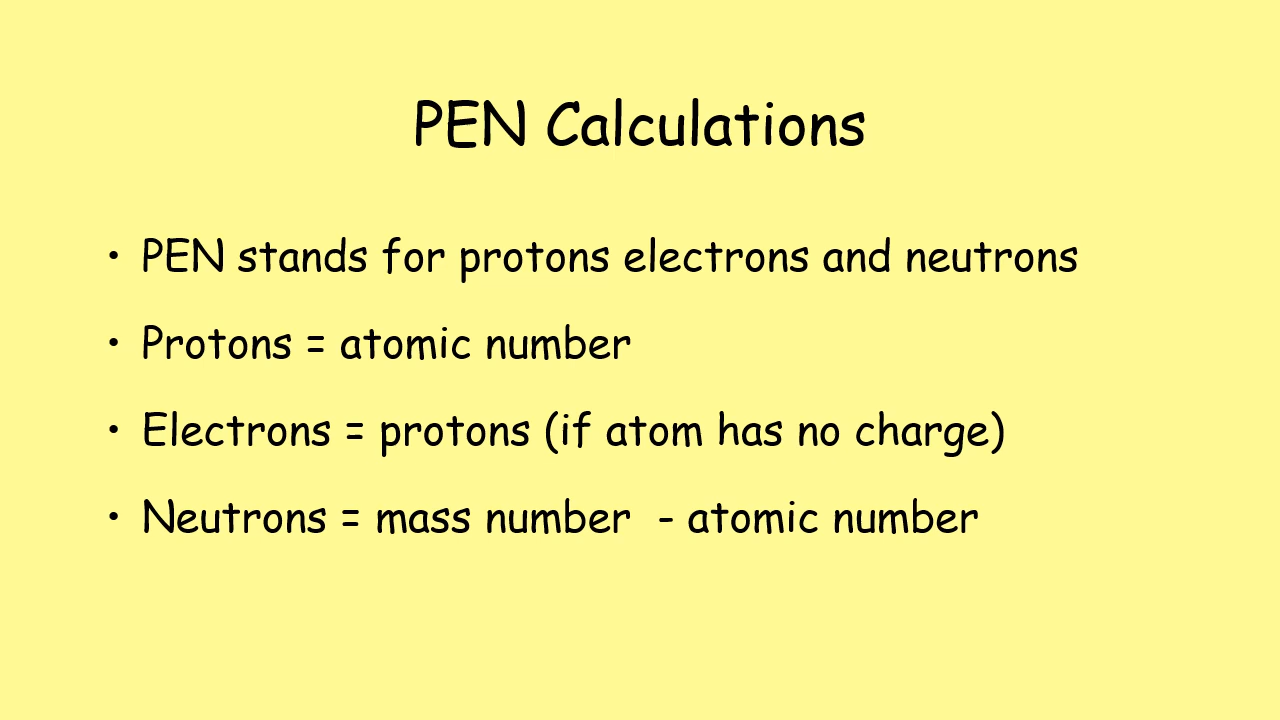 PEN Calculations
• PEN stands for protons electrons and neutrons
• Protons = atomic number
• Electrons = protons (if atom has no charge)
• Neutrons = mass number  - atomic number